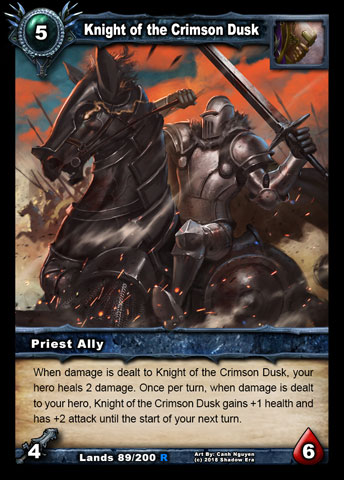 5
Knight of the Crimson Dusk
Priest Ally
When damage is dealt to Knight of the Crimson Dusk, your
hero heals 2 damage. Once per turn, when damage is dealt
to your hero, Knight of the Crimson Dusk gains +1 health and
has +2 attack until the start of your next turn.
4
Lands 89/200 R
Art By: Canh Nguyen
(c) 2018 Shadow Era
6